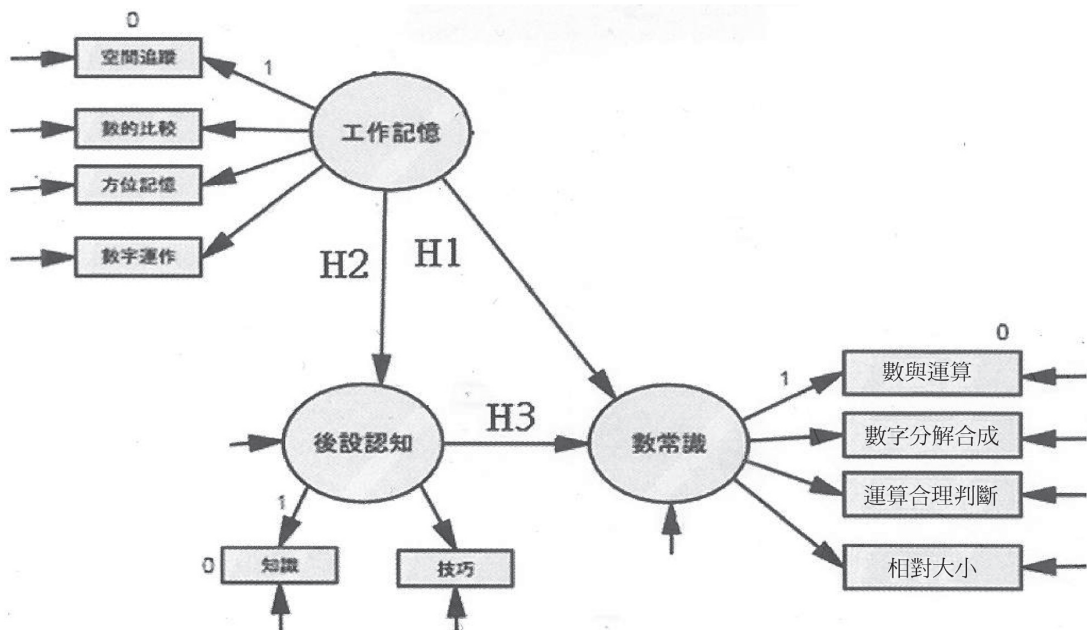 0
空間追蹤
1
數的比較
工作記憶
方位記憶
數字運作
H2
H1
0
數與運算
1
後設認知
H3
數常識
數字分解合成
運算合理判斷
1
0
知識
技巧
相對大小